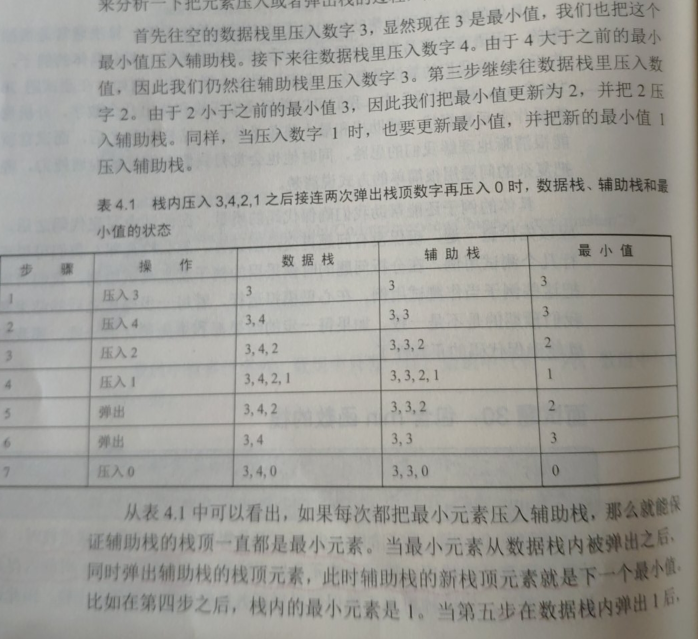 来分析一下把元素压入或者弹出栈的过程
首先往空的数据栈里压入数字 3，显然现在 3 是最小值，我们也把这个
最小值压入辅助栈。接下来往数据栈里压入数字 4。由于 4 大于之前的最小
值，因此我们仍然往辅助栈里压入数字 3。第三步继续往数据栈里压入数
字 2。由于 2 小于之前的最小值 3，因此我们把最小值更新为 2，并把 2 压
入辅助栈。同样，当压入数字 1 时，也要更新最小值，并把新的最小值 1
压入辅助栈。
表 4.1 栈内压入 3,4,2,1 之后接连两次弹出栈顶数字再压入 0 时，数据栈、辅助栈和最
小值的状态
步骤 操作 数据栈 辅助栈 最小值
1 压入 3 3 3 3
2 压入 4 3, 4 3, 3 3
3 压入 2 3, 4, 2 3, 3, 2 2
4 压入 1 3, 4, 2, 1 3, 3, 2, 1 1
5 弹出 3, 4, 2 3, 3, 2 2
6 弹出 3, 4 3, 3 3
7 压入 0 3, 4, 0 3, 3, 0 0
从表 4.1 中可以看出，如果每次都把最小元素压入辅助栈，那么就能保
证辅助栈的栈顶一直都是最小元素。当最小元素从数据栈内被弹出之后，
同时弹出辅助栈的栈顶元素，此时辅助栈的新栈顶元素就是下一个最小值。
比如在第四步之后，栈内的最小元素是 1。当第五步在数据栈内弹出 1 后，